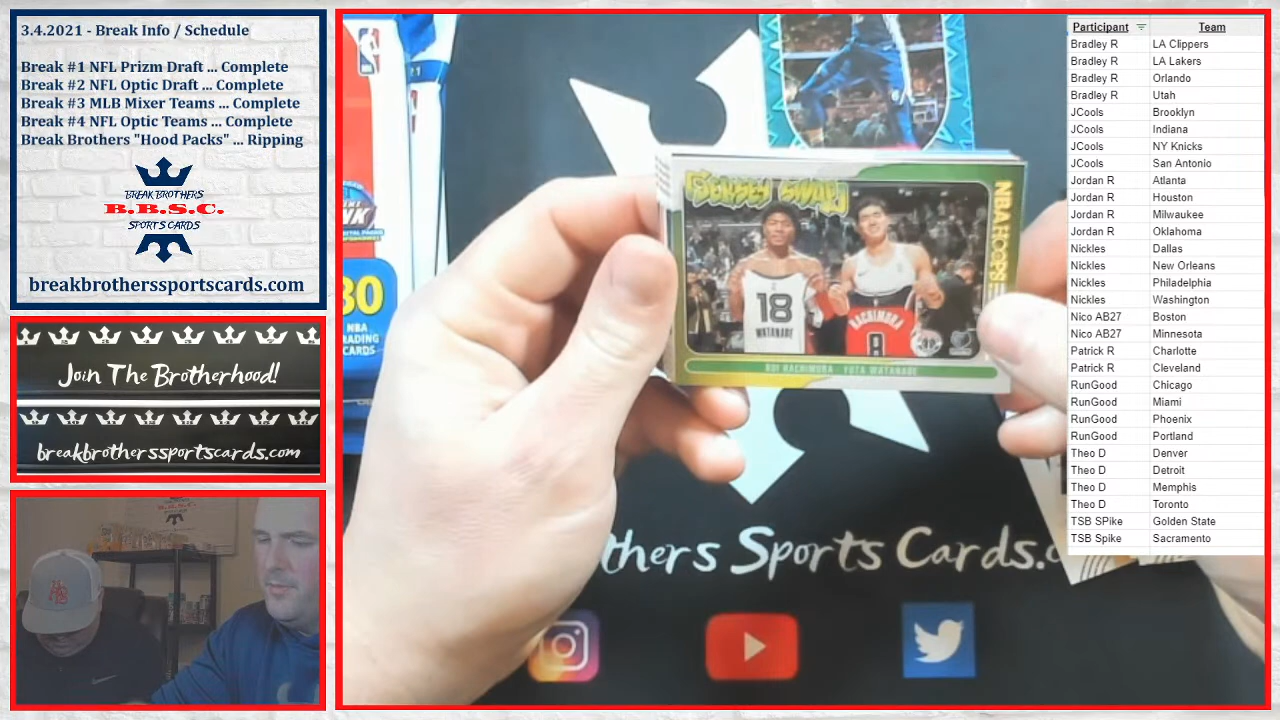 3.4.2021 - Break Info / Schedule
Break #1 NFL Prizm Draft ... Complete
Break #2 NFL Optic Draft ... Complete
Break #3 MLB Mixer Teams ... Complete
Break #4 NFL Optic Teams ... Complete
Break Brothers "Hood Packs" ... Ripping
BREAK BROTHERS
B.B.S.C.
SPORTS CARDS
breakbrotherssportscards.com
Join The Brotherhood!
breakbrotherssportscards.com
JERSEY SWAP
NBA HOOPS
18
WATANABE
HACHIMURA
8
RUI HACHIMURA YUTA WATANABE
30
NBA
TRADING
CARDS
thers Sports Cards.c
Participant Team
Bradley R LA Clippers
Bradley R LA Lakers
Bradley R Orlando
Bradley R Utah
JCools Brooklyn
JCools Indiana
JCools NY Knicks
JCools San Antonio
Jordan R Atlanta
Jordan R Houston
Jordan R Milwaukee
Jordan R Oklahoma
Nickles Dallas
Nickles New Orleans
Nickles Philadelphia
Nickles Washington
Nico AB27 Boston
Nico AB27 Minnesota
Patrick R Charlotte
Patrick R Cleveland
RunGood Chicago
RunGood Miami
RunGood Phoenix
RunGood Portland
Theo D Denver
Theo D Detroit
Theo D Memphis
Theo D Toronto
TSB SPike Golden State
TSB Spike Sacramento